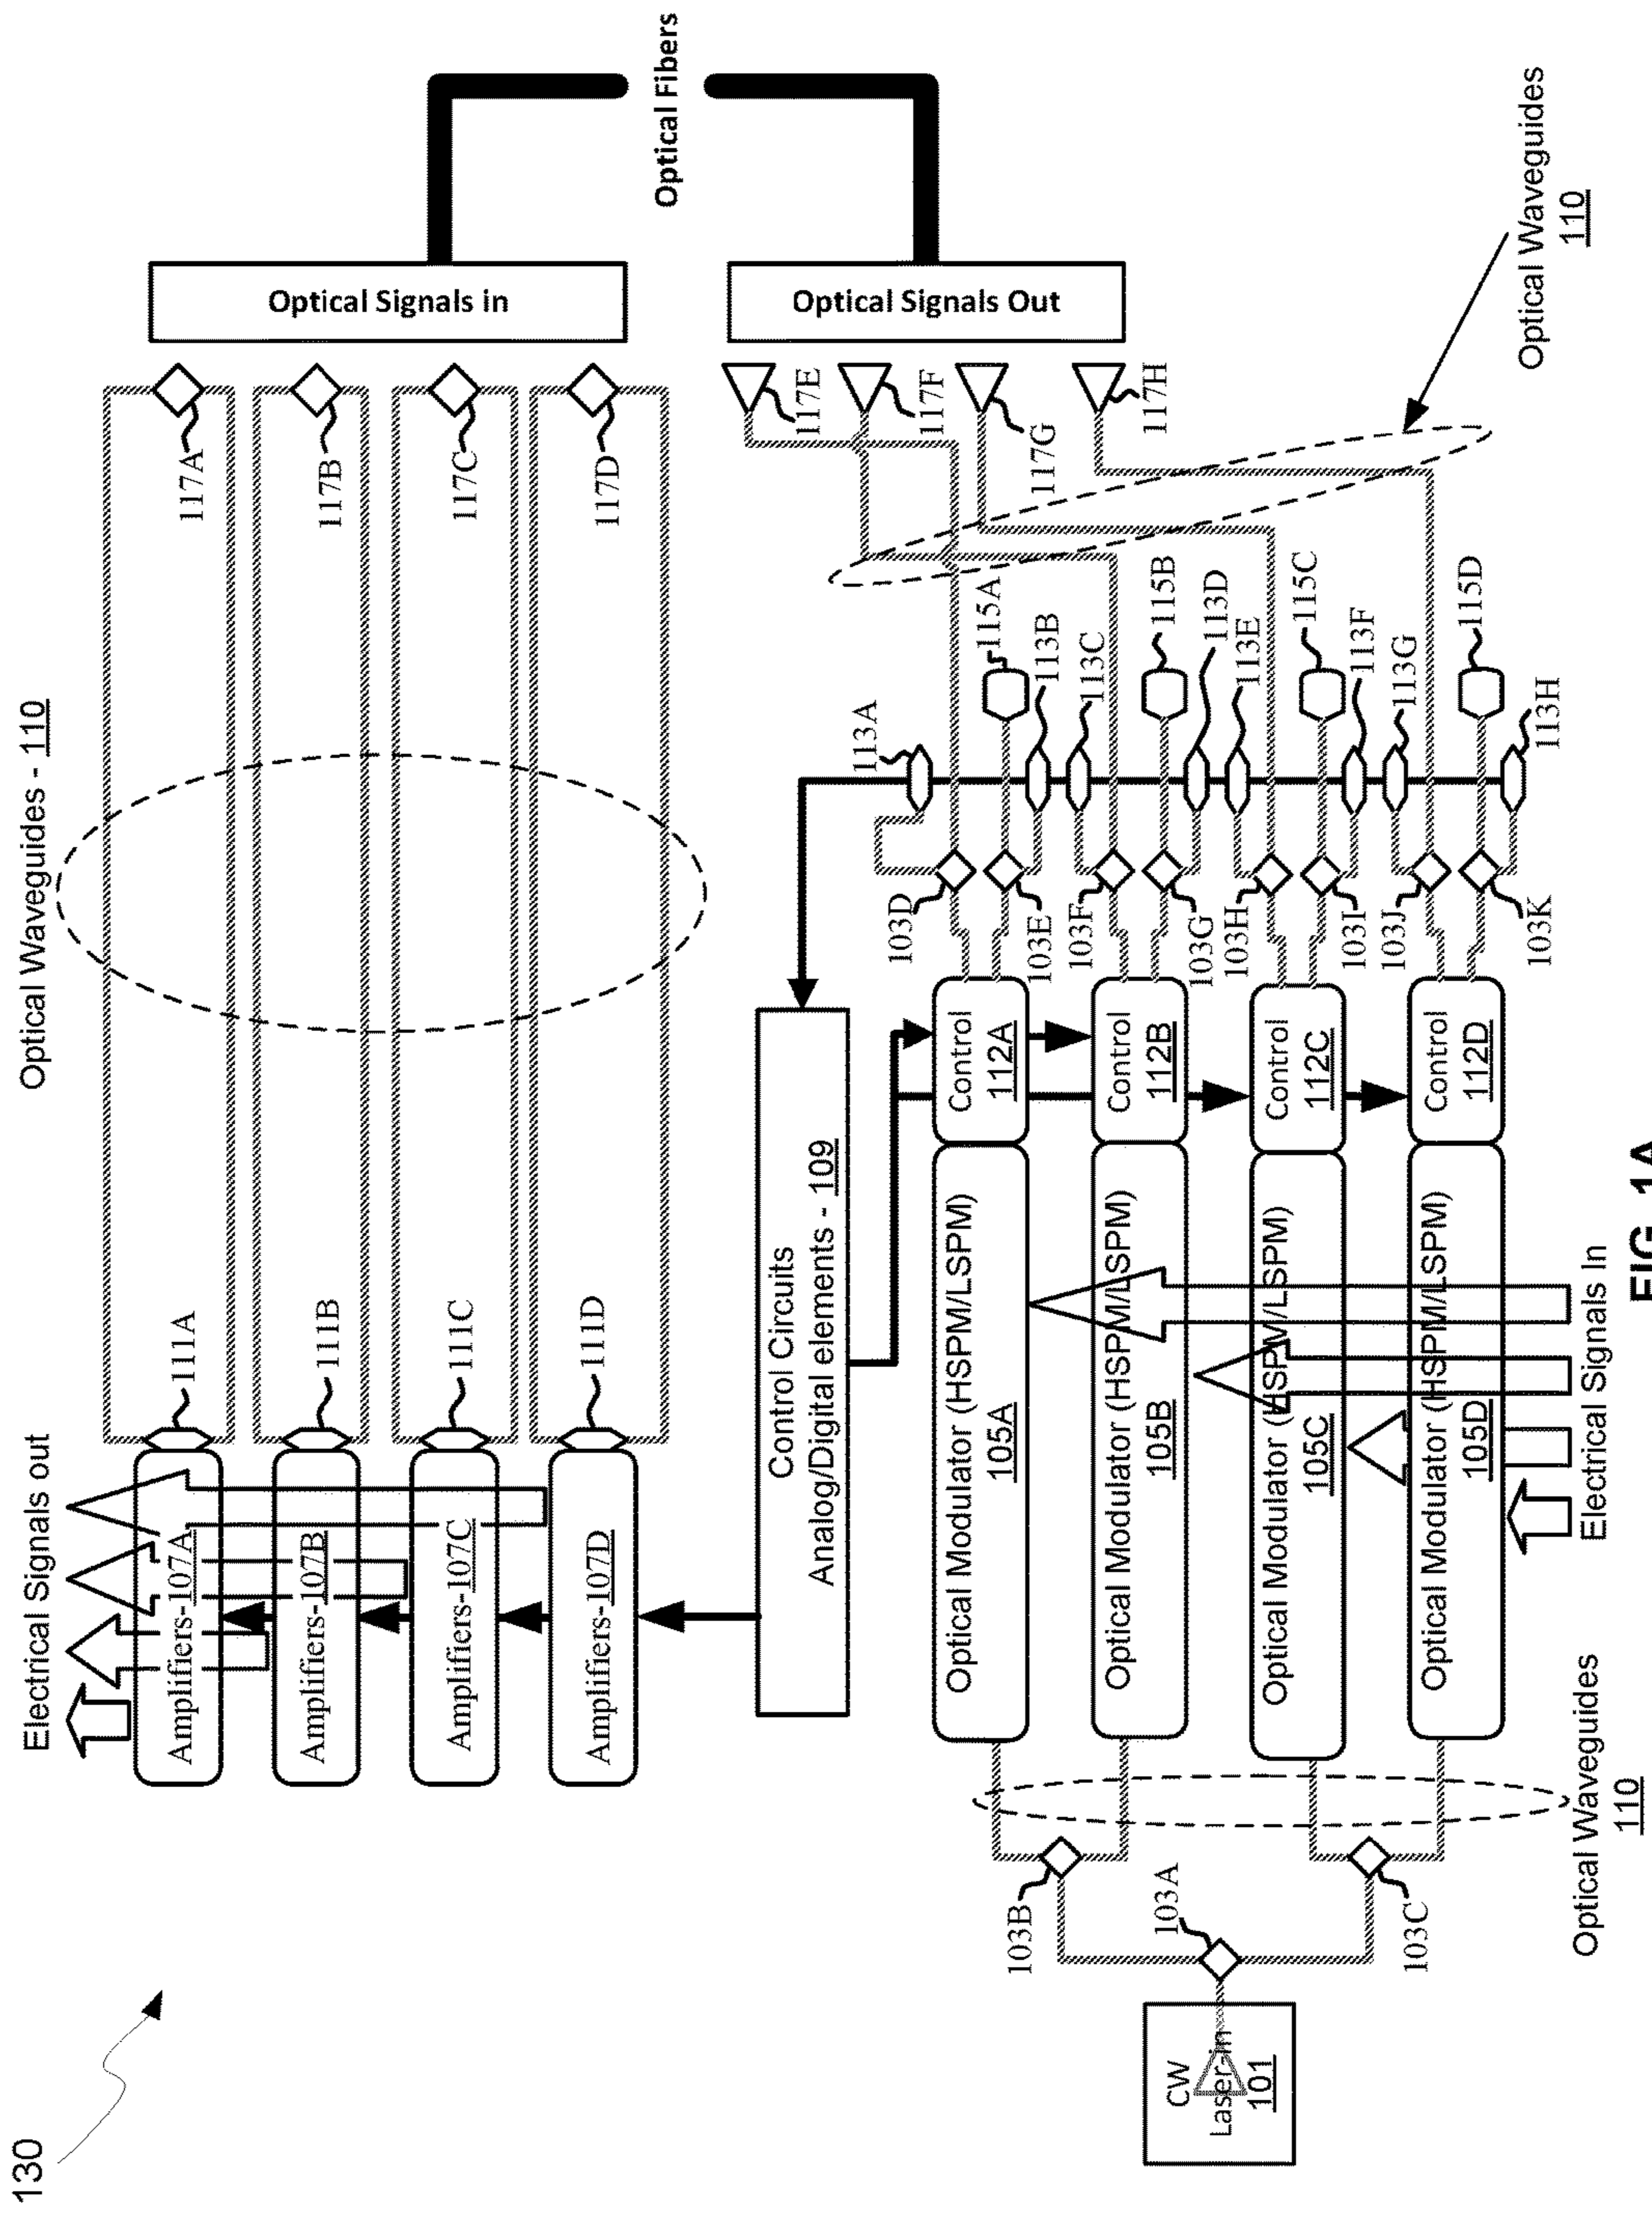 130
Electrical Signals out
Optical Waveguides - 110
Amplifiers-107A
111A
117A
Amplifiers-107B
111B
117B
Amplifiers-107C
111C
117C
Amplifiers-107D
111D
117D
Optical Signals in
Optical Fibers
Optical Signals Out
Control Circuits
Analog/Digital elements - 109
117E
117F
117G
117H
Optical Waveguides
110
CW
Laser-in
101
103A
103B
103C
Optical Waveguides
110
Optical Modulator (HSPM/LSPM)
105A
Control
112A
Optical Modulator (HSPM/LSPM)
105B
Control
112B
Optical Modulator (HSPM/LSPM)
105C
Control
112C
Optical Modulator (HSPM/LSPM)
105D
Control
112D
103D
103E
103F
103G
103H
103I
103J
103K
113A
115A
113B
113C
115B
113D
113E
115C
113F
113G
115D
113H
Electrical Signals In
FIG. 1A